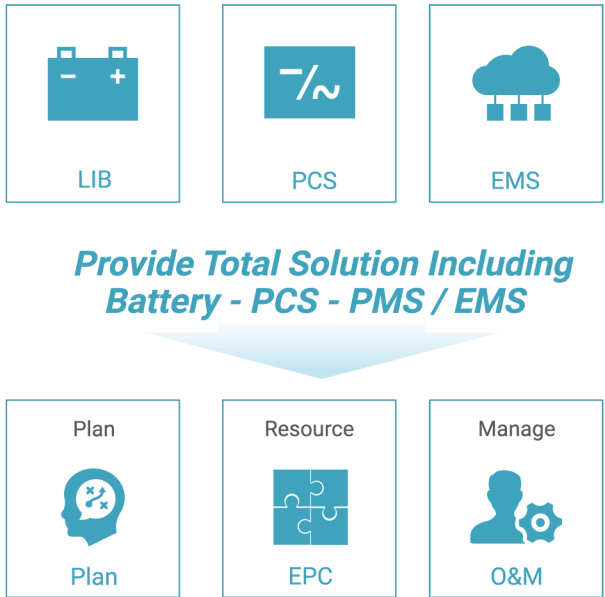 LIB
PCS
EMS
Provide Total Solution Including
Battery - PCS - PMS / EMS
Plan
Resource
Manage
Plan
EPC
O&M